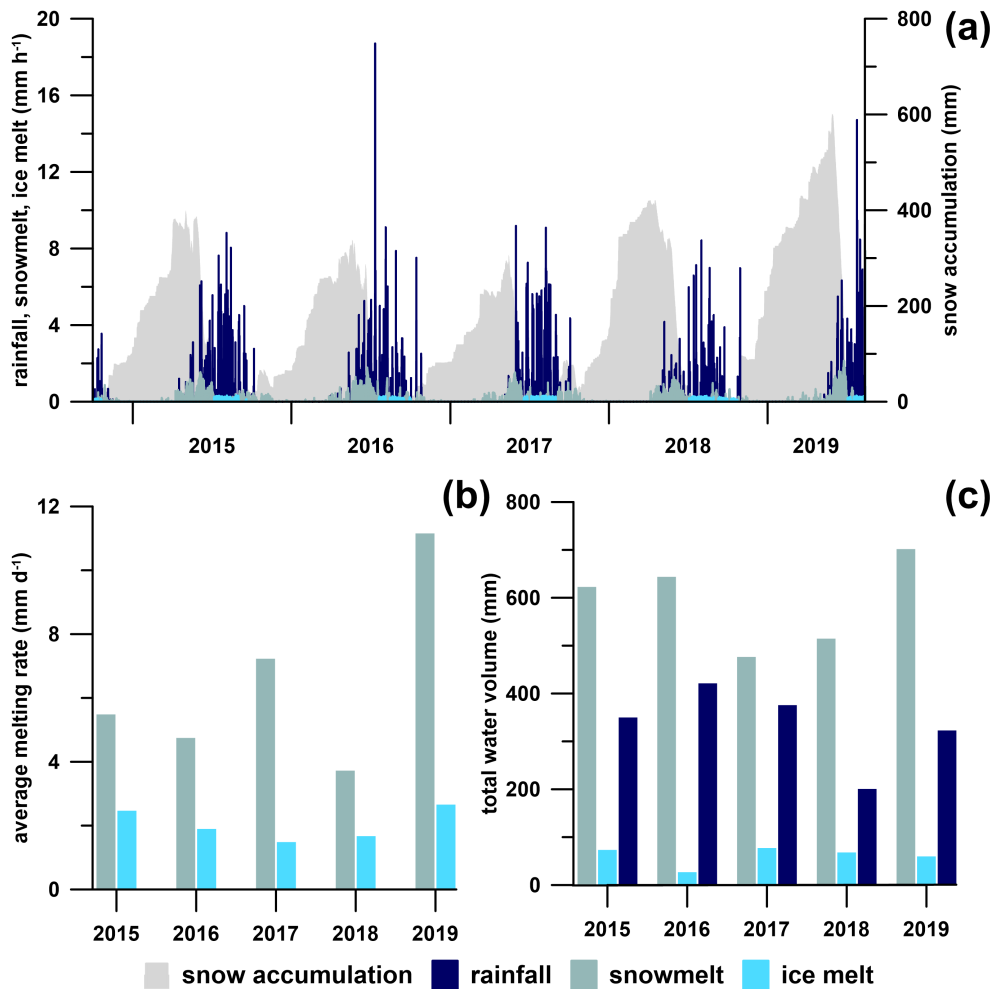 (a)
rainfall, snowmelt, ice melt (mm h⁻¹)
20
16
12
8
4
0
800
600
400
200
0
snow accumulation (mm)
2015 2016 2017 2018 2019
(b)
average melting rate (mm d⁻¹)
12
8
4
0
2015 2016 2017 2018 2019
(c)
total water volume (mm)
800
600
400
200
0
2015 2016 2017 2018 2019
snow accumulation rainfall snowmelt ice melt